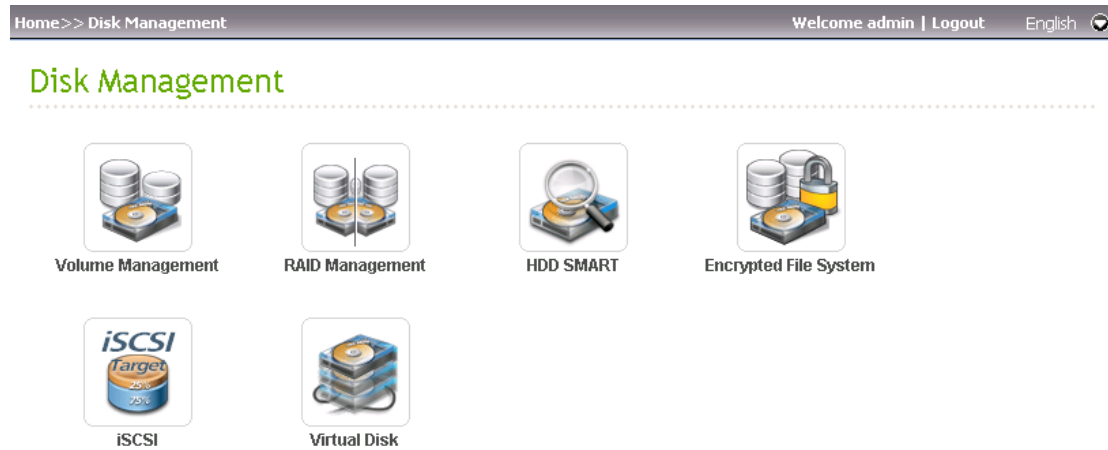 Home>> Disk Management
Welcome admin | Logout
English
Disk Management
Volume Management
RAID Management
HDD SMART
Encrypted File System
iSCSI
Target
25%
75%
iSCSI
Virtual Disk